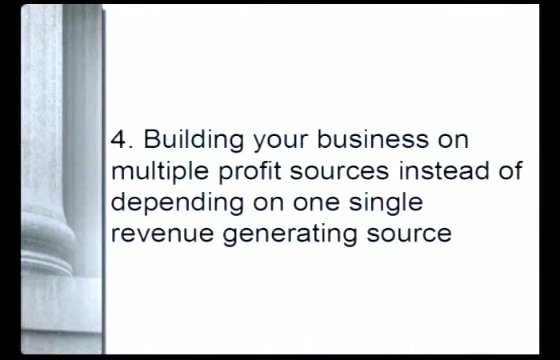 4. Building your business on
multiple profit sources instead of
depending on one single
revenue generating source